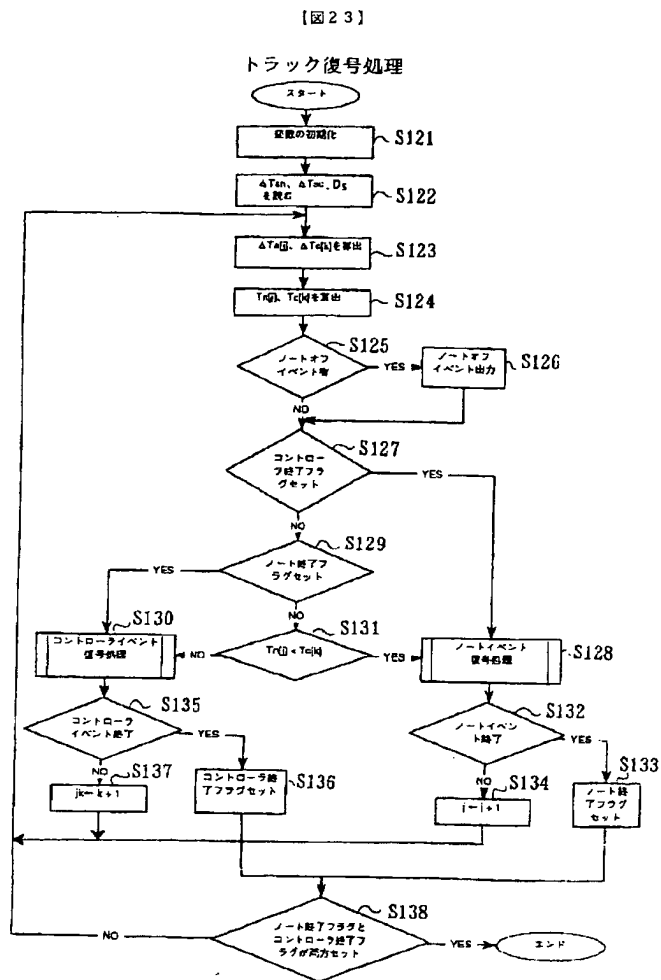 【図23】
トラック復号処理
スタート
変数の初期化
S121
を読む
S122
を算出
S123
を算出
S124
ノートオフ
イベント有
S125
YES
ノートオフ
イベント出力
S126
NO
コントローラ
終了フラ
グセット
S127
YES
NO
ノート終了フ
ラグセット
S129
YES
NO
コントローライベント
復号処理
S130
S131
NO
YES
ノートイベント
復号処理
S128
コントローラ
イベント終了
S135
YES
NO
ノートイベン
ト終了
S132
YES
NO
jk←k+1
S137
コントローラ終
了フラグセット
S136
j←j+1
S134
ノート終
了フラグ
セット
S133
ノート終了フラグと
コントローラ終了フ
ラグが両方セット
S138
NO
YES
エンド